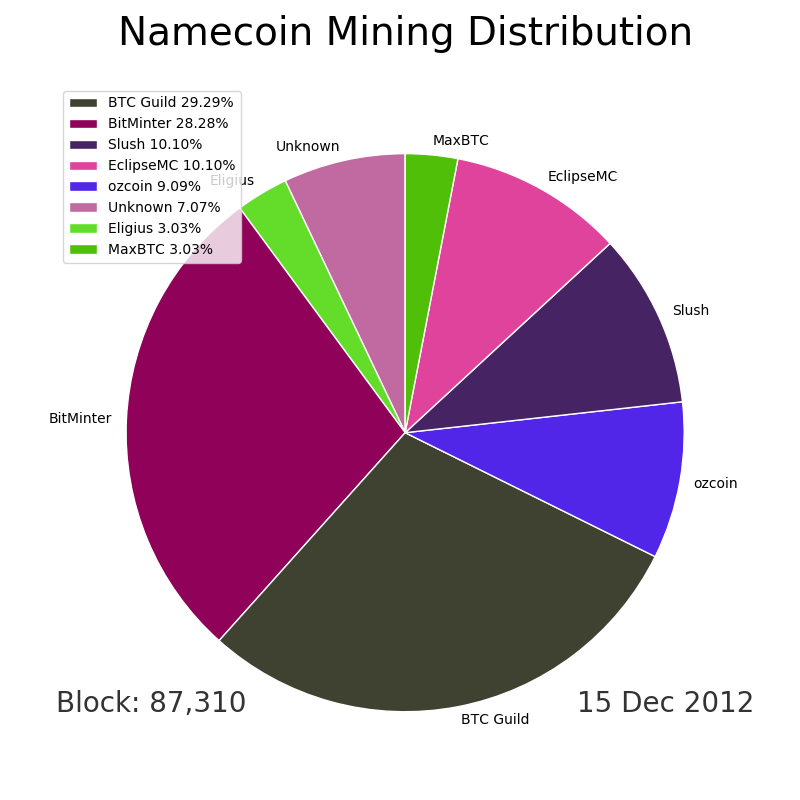 Namecoin Mining Distribution
BTC Guild 29.29%
BitMinter 28.28%
Slush 10.10%
EclipseMC 10.10%
ozcoin 9.09%
Unknown 7.07%
Eligius 3.03%
MaxBTC 3.03%
MaxBTC
Unknown
EclipseMC
Eligius
Slush
BitMinter
ozcoin
BTC Guild
Block: 87,310
15 Dec 2012